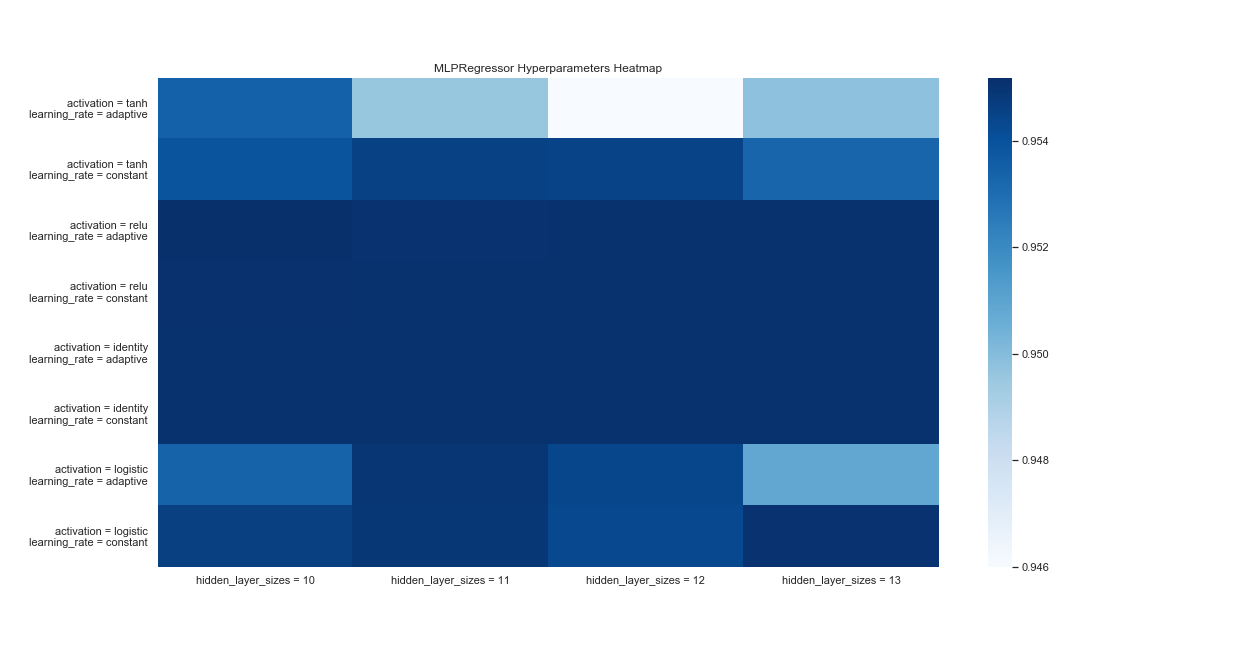 MLPRegressor Hyperparameters Heatmap
activation = tanh
learning_rate = adaptive
activation = tanh
learning_rate = constant
activation = relu
learning_rate = adaptive
activation = relu
learning_rate = constant
activation = identity
learning_rate = adaptive
activation = identity
learning_rate = constant
activation = logistic
learning_rate = adaptive
activation = logistic
learning_rate = constant
hidden_layer_sizes = 10
hidden_layer_sizes = 11
hidden_layer_sizes = 12
hidden_layer_sizes = 13
0.954
0.952
0.950
0.948
0.946